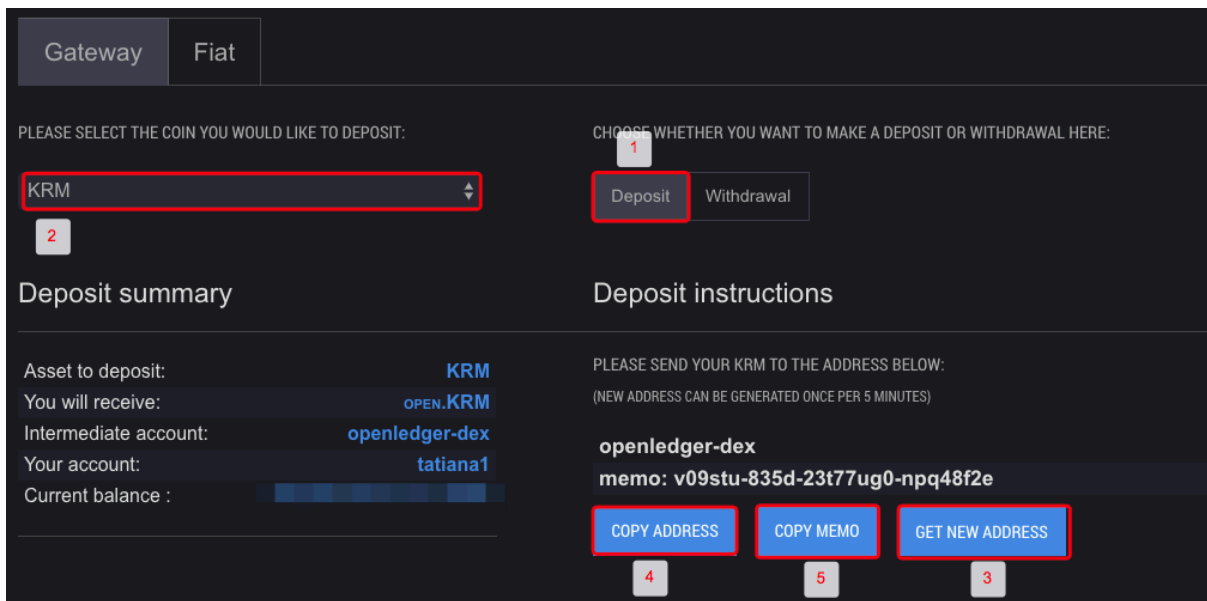 Gateway Fiat
PLEASE SELECT THE COIN YOU WOULD LIKE TO DEPOSIT:
KRM
2
CHOOSE WHETHER YOU WANT TO MAKE A DEPOSIT OR WITHDRAWAL HERE:
1
Deposit Withdrawal
Deposit summary
Asset to deposit: KRM
You will receive: OPEN.KRM
Intermediate account: openledger-dex
Your account: tatiana1
Current balance :
Deposit instructions
PLEASE SEND YOUR KRM TO THE ADDRESS BELOW:
(NEW ADDRESS CAN BE GENERATED ONCE PER 5 MINUTES)
openledger-dex
memo: v09stu-835d-23t77ug0-npq48f2e
COPY ADDRESS COPY MEMO GET NEW ADDRESS
4 5 3